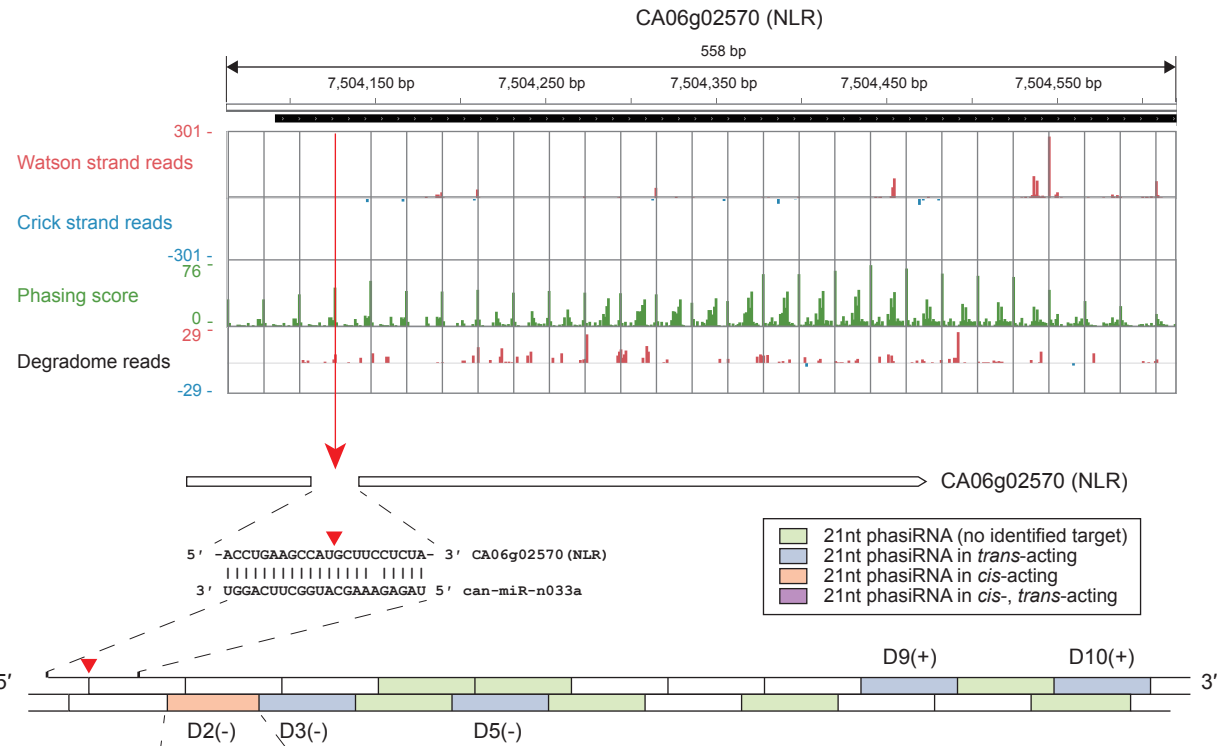 CA06g02570 (NLR)
558 bp
7,504,150 bp 7,504,250 bp 7,504,350 bp 7,504,450 bp 7,504,550 bp
301 -
Watson strand reads
Crick strand reads
-301 -
76 -
Phasing score
0 -
29 -
Degradome reads
-29 -
CA06g02570 (NLR)
5' -ACCUGAAGCCAUGCUUCCUCUA- 3' CA06g02570(NLR)
3' UGGACUUCGGUACGAAAGAGAU 5' can-miR-n033a
21nt phasiRNA (no identified target)
21nt phasiRNA in trans-acting
21nt phasiRNA in cis-acting
21nt phasiRNA in cis-, trans-acting
D9(+) D10(+)
5' 3'
D2(-) D3(-) D5(-)